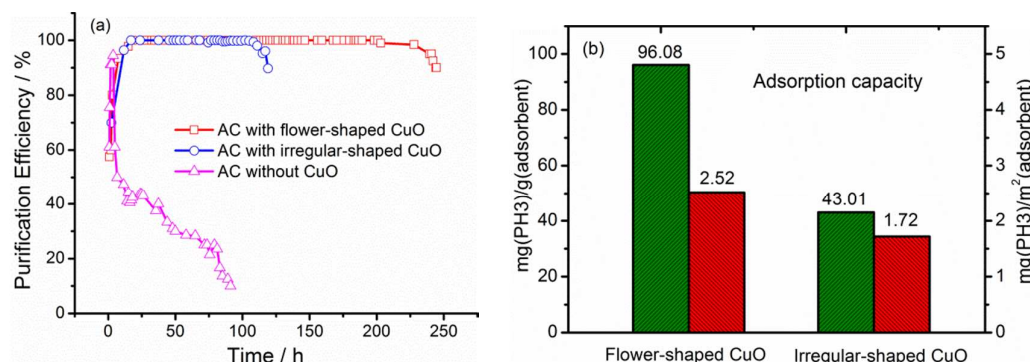 (a)
Purification Efficiency / %
100
80
60
40
20
0
AC with flower-shaped CuO
AC with irregular-shaped CuO
AC without CuO
0 50 100 150 200 250
Time / h
(b)
mg(PH3)/g(adsorbent)
100
80
60
40
20
0
Adsorption capacity
96.08
2.52
43.01
1.72
5
4
3
2
1
0
mg(PH3)/m²(adsorbent)
Flower-shaped CuO Irregular-shaped CuO